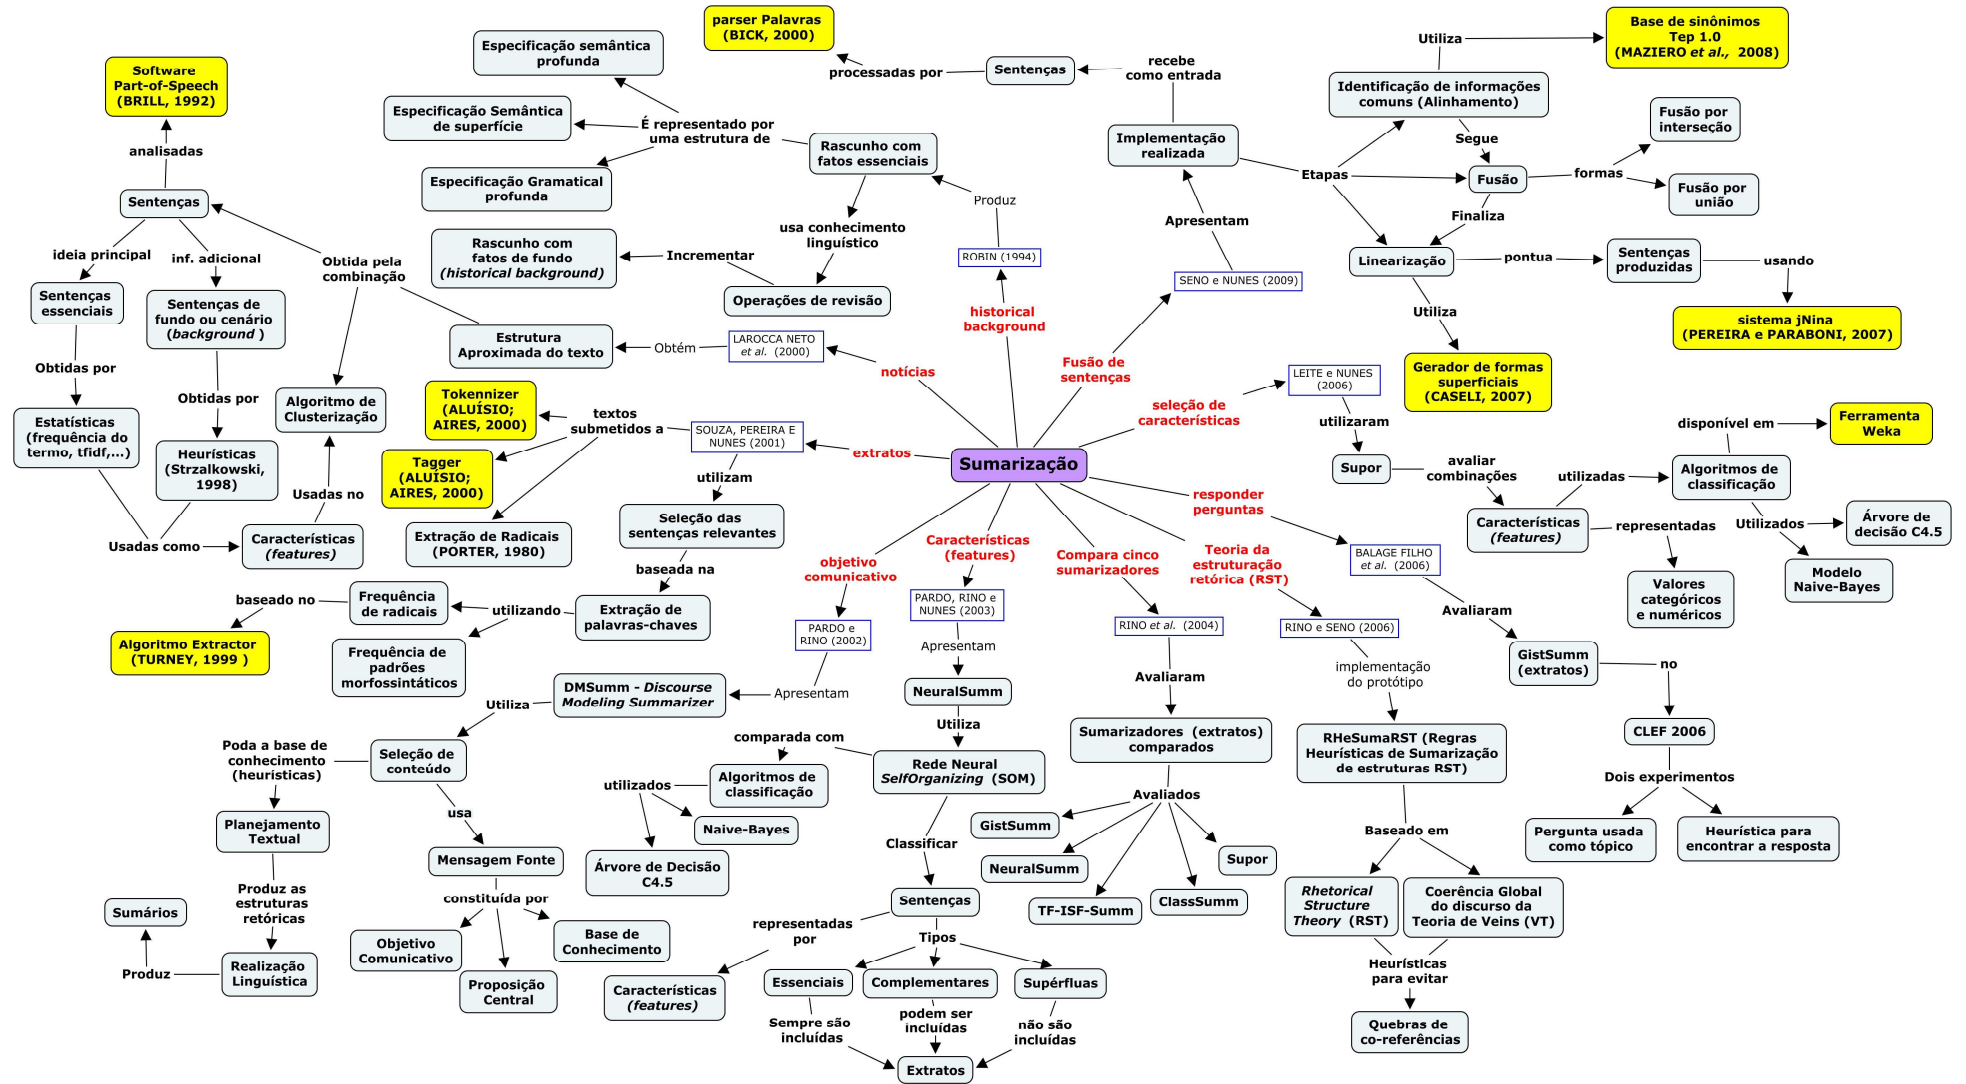 parser Palavras
(BICK, 2000)
Base de sinônimos
Tep 1.0
(MAZIERO et al., 2008)
Utiliza
Especificação semântica
profunda
Software
Part-of-Speech
(BRILL, 1992)
processadas por
Sentenças
recebe
como entrada
Identificação de informações
comuns (Alinhamento)
Especificação Semântica
de superfície
É representado por
uma estrutura de
Rascunho com
fatos essenciais
Implementação
realizada
Segue
Fusão por
interseção
analisadas
Especificação Gramatical
profunda
Etapas
Fusão
formas
Fusão por
união
Sentenças
Produz
Apresentam
Finaliza
usa conhecimento
linguístico
Rascunho com
fatos de fundo
(historical background)
Incrementar
ROBIN (1994)
SENO e NUNES (2009)
Linearização
pontua
Sentenças
produzidas
usando
ideia principal
inf. adicional
Obtida pela
combinação
Sentenças
essenciais
Sentenças de
fundo ou cenário
(background )
Operações de revisão
historical
background
Utiliza
sistema jNina
(PEREIRA e PARABONI, 2007)
Estrutura
Aproximada do texto
Obtém
LAROCCA NETO
et al. (2000)
notícias
Fusão de
sentenças
Obtidas por
Obtidas por
LEITE e NUNES
(2006)
Gerador de formas
superficiais
(CASELI, 2007)
Algoritmo de
Clusterização
Tokennizer
(ALUÍSIO;
AIRES, 2000)
textos
submetidos a
SOUZA, PEREIRA E
NUNES (2001)
extratos
seleção de
características
utilizaram
disponível em
Ferramenta
Weka
Estatísticas
(frequência do
termo, tfidf,...)
Heurísticas
(Strzalkowski,
1998)
Tagger
(ALUÍSIO;
AIRES, 2000)
Sumarização
Supor
avaliar
combinações
utilizadas
Algoritmos de
classificação
utilizam
responder
perguntas
Usadas no
Extração de Radicais
(PORTER, 1980)
Seleção das
sentenças relevantes
Características
(features)
representadas
Utilizados
Árvore de
decisão C4.5
Usadas como
Características
(features)
Características
(features)
Compara cinco
sumarizadores
Teoria da
estruturação
retórica (RST)
BALAGE FILHO
et al. (2006)
objetivo
comunicativo
baseada na
Valores
categóricos
e numéricos
Modelo
Naive-Bayes
baseado no
Frequência
de radicais
utilizando
Extração de
palavras-chaves
PARDO, RINO e
NUNES (2003)
Avaliaram
PARDO e
RINO (2002)
RINO et al. (2004)
RINO e SENO (2006)
Algoritmo Extractor
(TURNEY, 1999 )
Frequência de
padrões
morfossintáticos
Apresentam
implementação
do protótipo
GistSumm
(extratos)
no
Avaliaram
DMSumm - Discourse
Modeling Summarizer
Apresentam
NeuralSumm
Utiliza
Utiliza
comparada com
Sumarizadores (extratos)
comparados
RHeSumaRST (Regras
Heurísticas de Sumarização
de estruturas RST)
CLEF 2006
Poda a base de
conhecimento
(heurísticas)
Seleção de
conteúdo
Rede Neural
SelfOrganizing (SOM)
Dois experimentos
utilizados
Algoritmos de
classificação
Avaliados
usa
Planejamento
Textual
Naive-Bayes
GistSumm
Baseado em
Pergunta usada
como tópico
Heurística para
encontrar a resposta
Classificar
Mensagem Fonte
Árvore de Decisão
C4.5
NeuralSumm
Supor
Produz as
estruturas
retóricas
constituída por
Sentenças
TF-ISF-Summ
ClassSumm
Rhetorical
Structure
Theory (RST)
Coerência Global
do discurso da
Teoria de Veins (VT)
Sumários
representadas
por
Tipos
Objetivo
Comunicativo
Base de
Conhecimento
Produz
Realização
Linguística
Heurísticas
para evitar
Proposição
Central
Características
(features)
Essenciais
Complementares
Supérfluas
Sempre são
incluídas
podem ser
incluídas
não são
incluídas
Quebras de
co-referências
Extratos